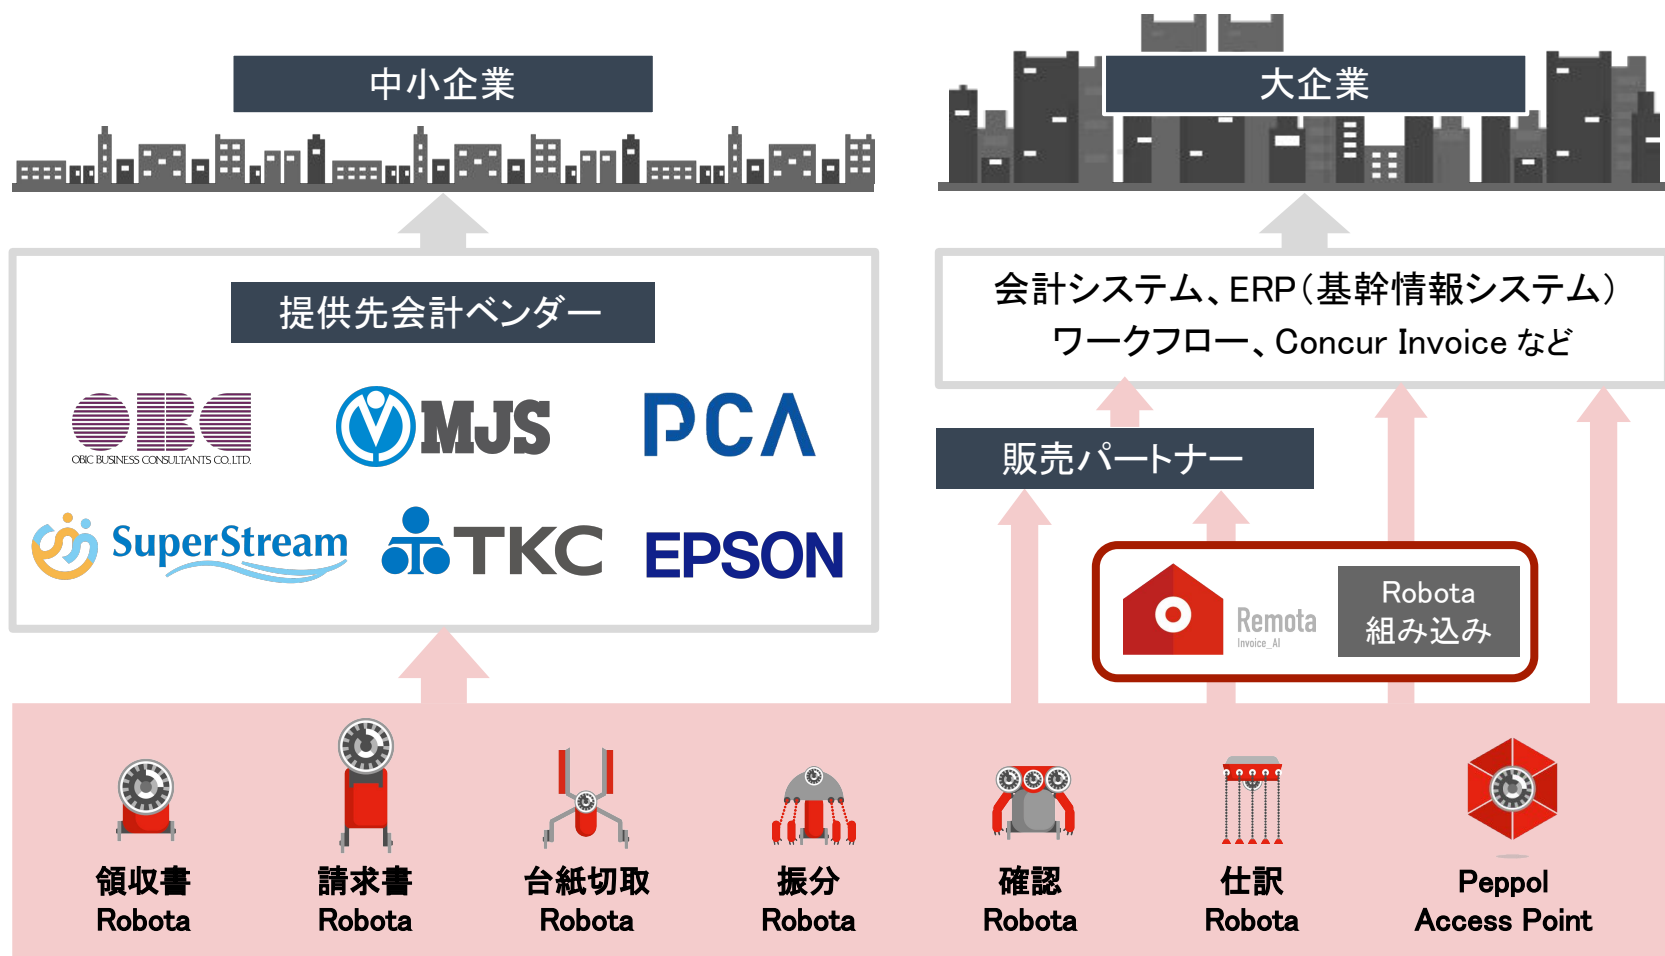 中小企業
大企業
提供先会計ベンダー
OBC
OBIC BUSINESS CONSULTANTS CO.LTD.
MJS
PCA
SuperStream
TKC
EPSON
会計システム、ERP（基幹情報システム）
ワークフロー、Concur Invoice など
販売パートナー
Remota
Invoice_AI
Robota
組み込み
領収書
Robota
請求書
Robota
台紙切取
Robota
振分
Robota
確認
Robota
仕訳
Robota
Peppol
Access Point